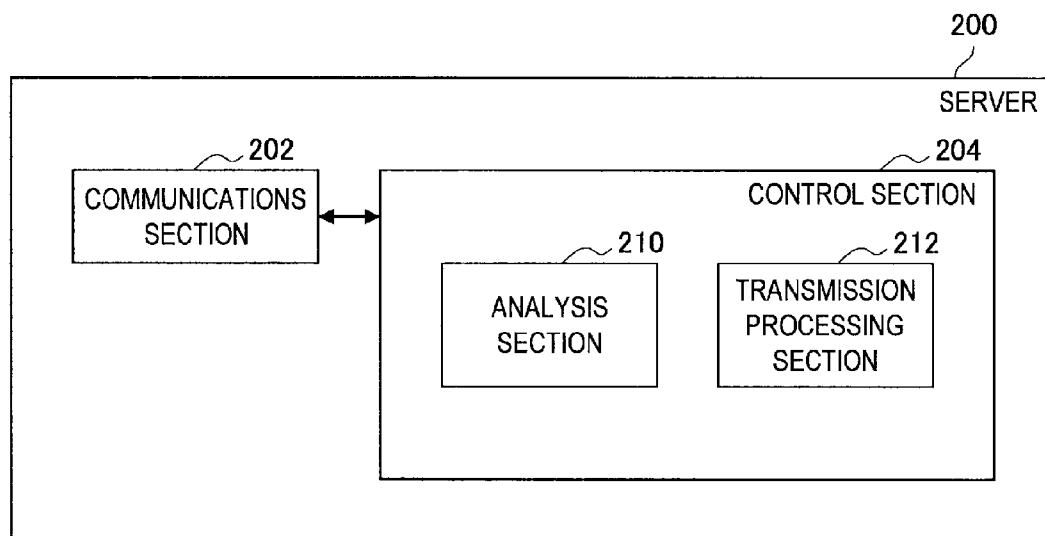 200
SERVER
202
204
COMMUNICATIONS
SECTION
CONTROL SECTION
210
212
ANALYSIS
SECTION
TRANSMISSION
PROCESSING
SECTION